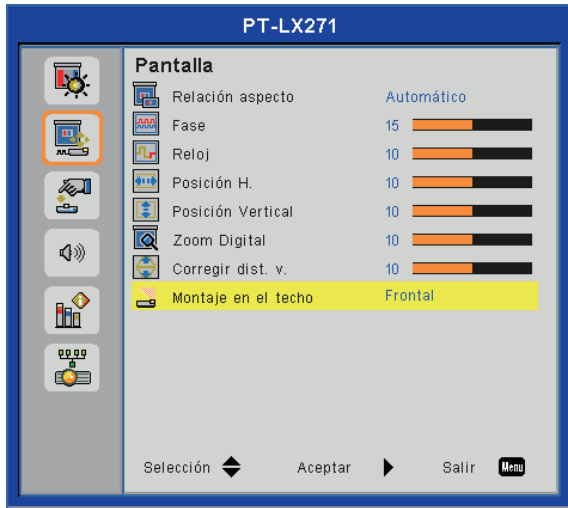 PT-LX271
Pantalla
Relación aspecto Automático
Fase 15
Reloj 10
Posición H. 10
Posición Vertical 10
Zoom Digital 10
Corregir dist. v. 10
Montaje en el techo Frontal
Selección Aceptar Salir Menu